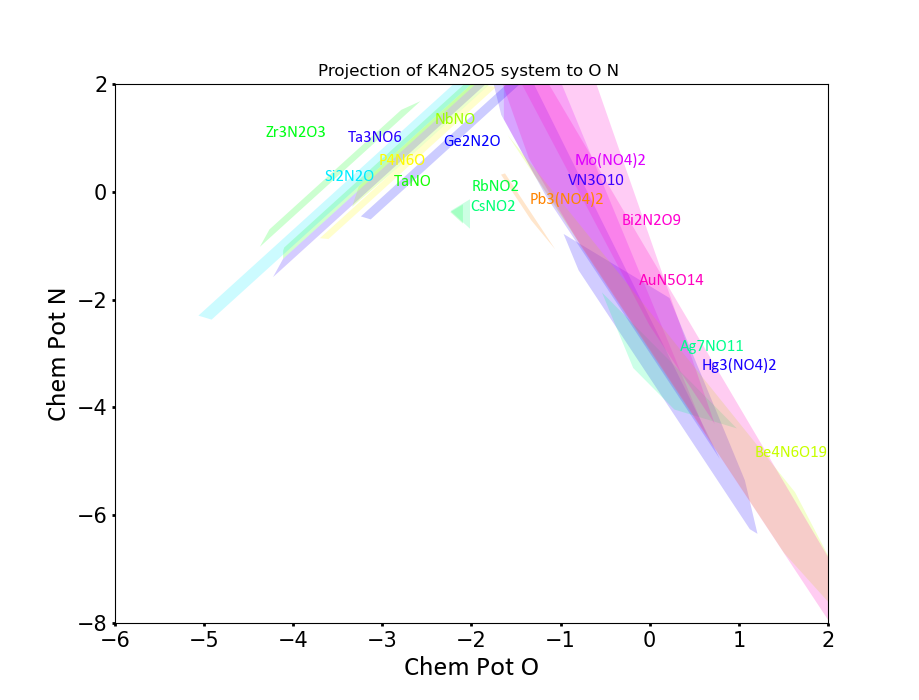 Projection of K4N2O5 system to O N
2
NbNO
Zr3N2O3
Ta3NO6
Ge2N2O
P4N6O
Mo(NO4)2
Si2N2O
TaNO
RbNO2
VN3O10
0
Pb3(NO4)2
CsNO2
Bi2N2O9
AuN5O14
−2
Ag7NO11
Hg3(NO4)2
−4
Be4N6O19
−6
−8
−6 −5 −4 −3 −2 −1 0 1 2
Chem Pot O
Chem Pot N